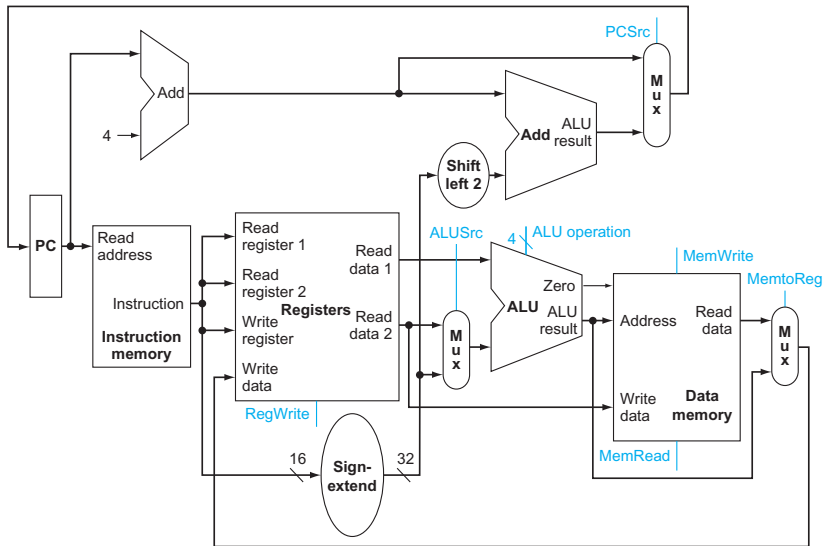 PCSrc
Add
4
M
u
x
Add
ALU
result
Shift
left 2
PC
Read
address
Instruction
Instruction
memory
Read
register 1
Read
register 2
Write
register
Write
data
Registers
Read
data 1
Read
data 2
RegWrite
16
Sign-
extend
32
ALUSrc
M
u
x
4
ALU operation
Zero
ALU
ALU
result
MemWrite
Address
Read
data
Write
data
Data
memory
MemRead
MemtoReg
M
u
x